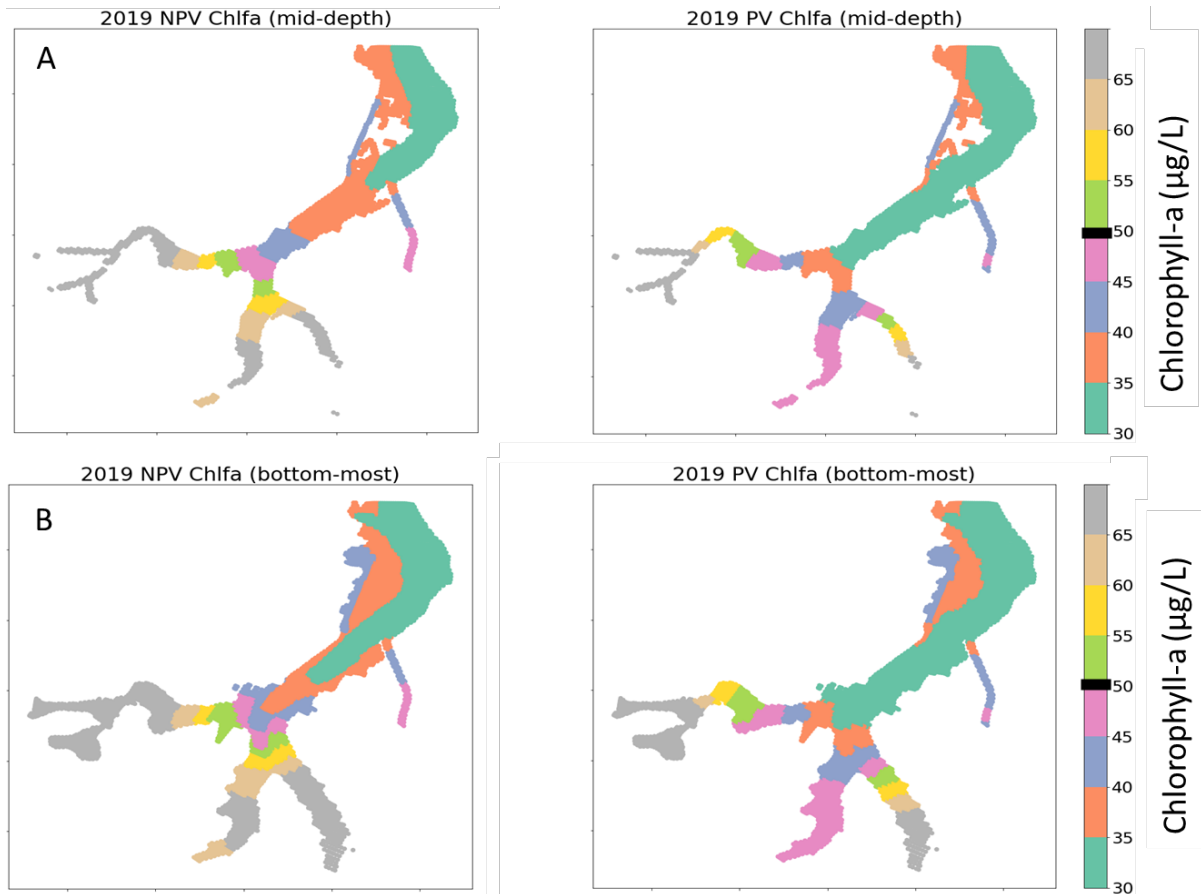 2019 NPV Chlfa (mid-depth)
2019 PV Chlfa (mid-depth)
A
65
60
55
50
45
40
35
30
Chlorophyll-a (µg/L)
2019 NPV Chlfa (bottom-most)
2019 PV Chlfa (bottom-most)
B
65
60
55
50
45
40
35
30
Chlorophyll-a (µg/L)